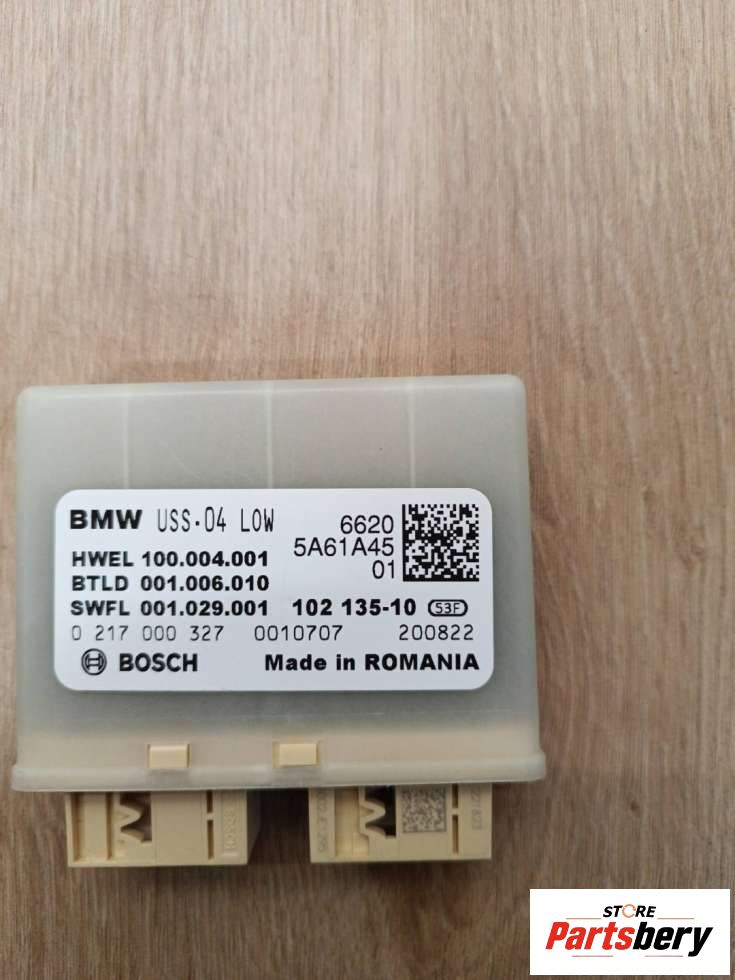 BMW USS.04 LOW
6620
5A61A45
01
HWEL 100.004.001
BTLD 001.006.010
SWFL 001.029.001 102 135-10 53F
0 217 000 327 0010707 200822
BOSCH Made in ROMANIA
STORE
Partsbery